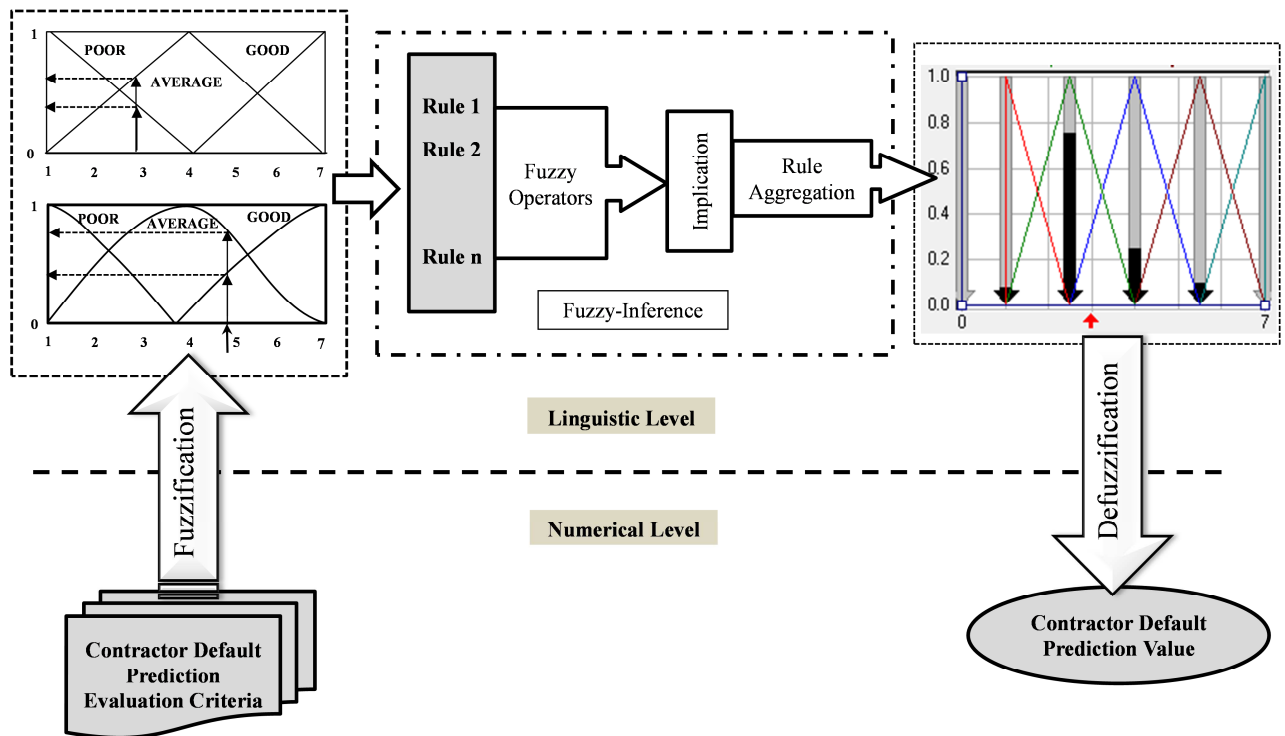 1
POOR
GOOD
AVERAGE
0
1 2 3 4 5 6 7
1
POOR
AVERAGE
GOOD
0
1 2 3 4 5 6 7
Rule 1
Rule 2
Rule n
Fuzzy
Operators
Implication
Rule
Aggregation
Fuzzy-Inference
1.0
0.8
0.6
0.4
0.2
0.0
0 7
Linguistic Level
Fuzzification
Defuzzification
Numerical Level
Contractor Default
Prediction
Evaluation Criteria
Contractor Default
Prediction Value